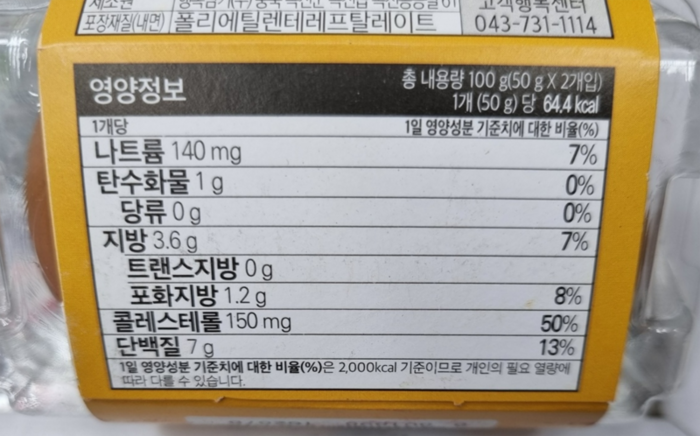 포장재질(내면) 폴리에틸렌테레프탈레이트
고객행복센터
043-731-1114
영양정보
총 내용량 100 g(50 g X 2개입)
1개 (50 g) 당 64.4 kcal
1개당 1일 영양성분 기준치에 대한 비율(%)
나트륨 140 mg 7%
탄수화물 1 g 0%
당류 0 g 0%
지방 3.6 g 7%
트랜스지방 0 g
포화지방 1.2 g 8%
콜레스테롤 150 mg 50%
단백질 7 g 13%
1일 영양성분 기준치에 대한 비율(%)은 2,000kcal 기준이므로 개인의 필요 열량에
따라 다를 수 있습니다.